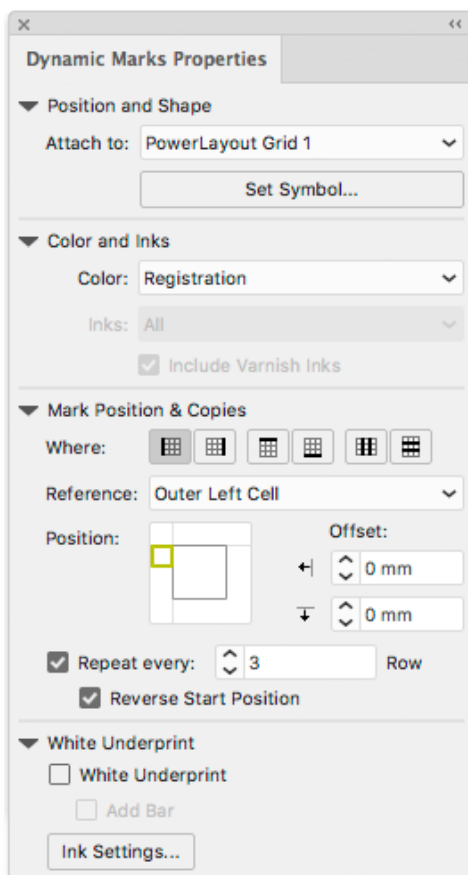 Dynamic Marks Properties
Position and Shape
Attach to: PowerLayout Grid 1
Set Symbol...
Color and Inks
Color: Registration
Inks: All
Include Varnish Inks
Mark Position & Copies
Where:
Reference: Outer Left Cell
Position: Offset:
0 mm
0 mm
Repeat every: 3 Row
Reverse Start Position
White Underprint
White Underprint
Add Bar
Ink Settings...